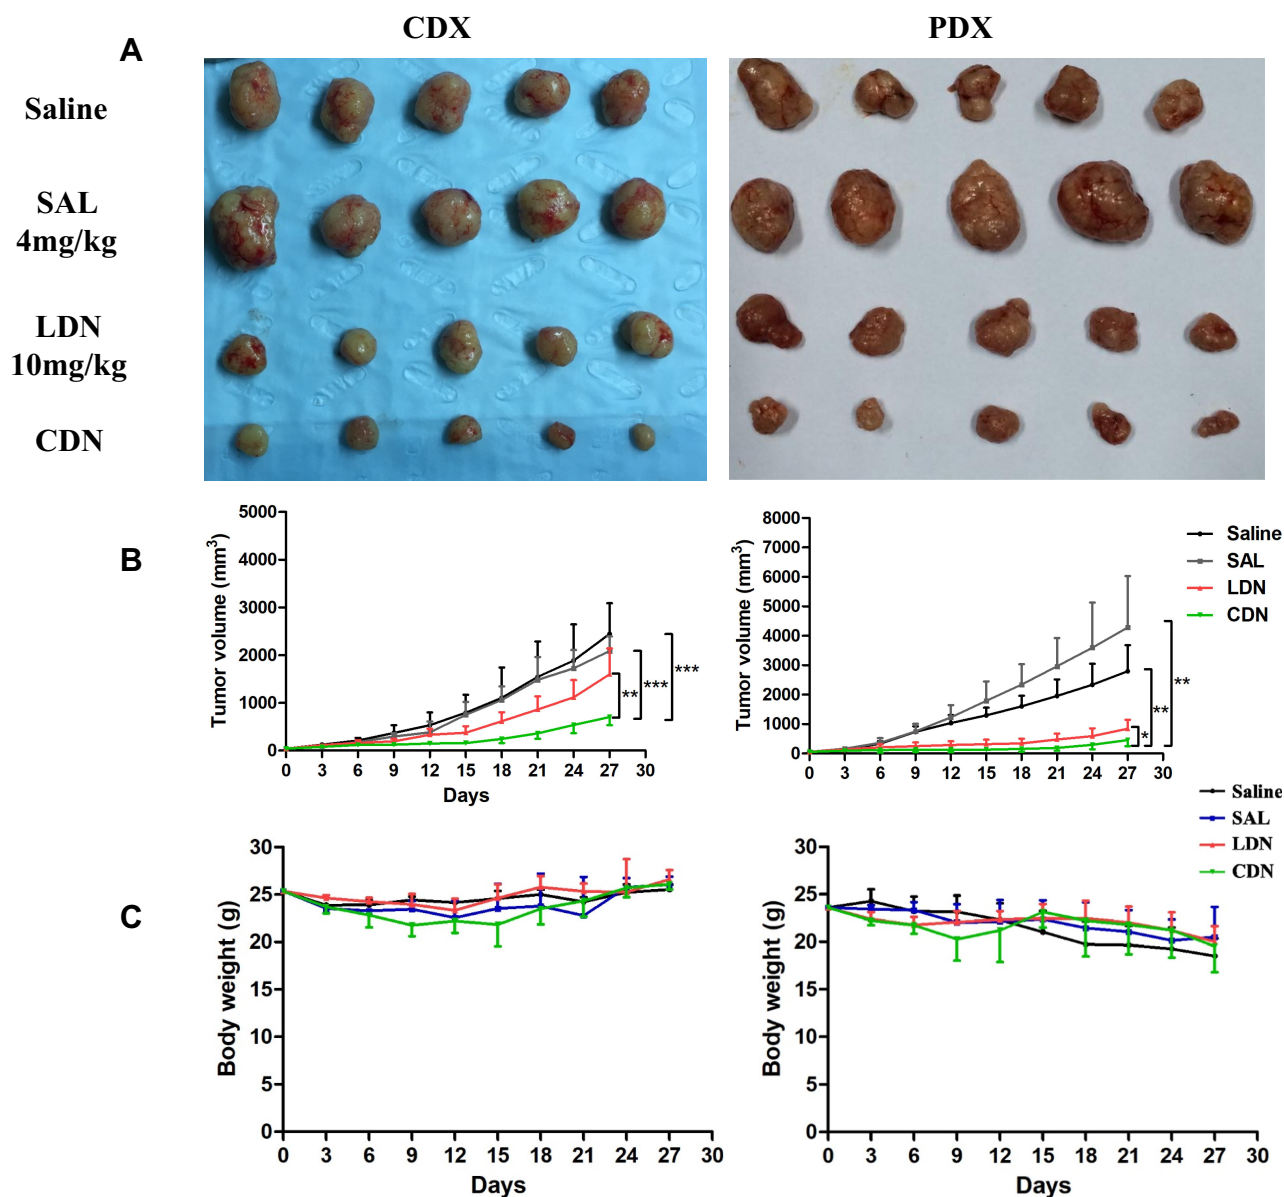 CDX
PDX
A
Saline
SAL
4mg/kg
LDN
10mg/kg
CDN
B
Tumor volume (mm³)
5000
4000
3000
2000
1000
0
0 3 6 9 12 15 18 21 24 27 30
Days
**
***
***
Tumor volume (mm³)
8000
7000
6000
5000
4000
3000
2000
1000
0
0 3 6 9 12 15 18 21 24 27 30
*
**
**
Saline
SAL
LDN
CDN
C
Body weight (g)
30
25
20
15
10
5
0
0 3 6 9 12 15 18 21 24 27 30
Days
Body weight (g)
30
25
20
15
10
5
0
0 3 6 9 12 15 18 21 24 27 30
Days
Saline
SAL
LDN
CDN